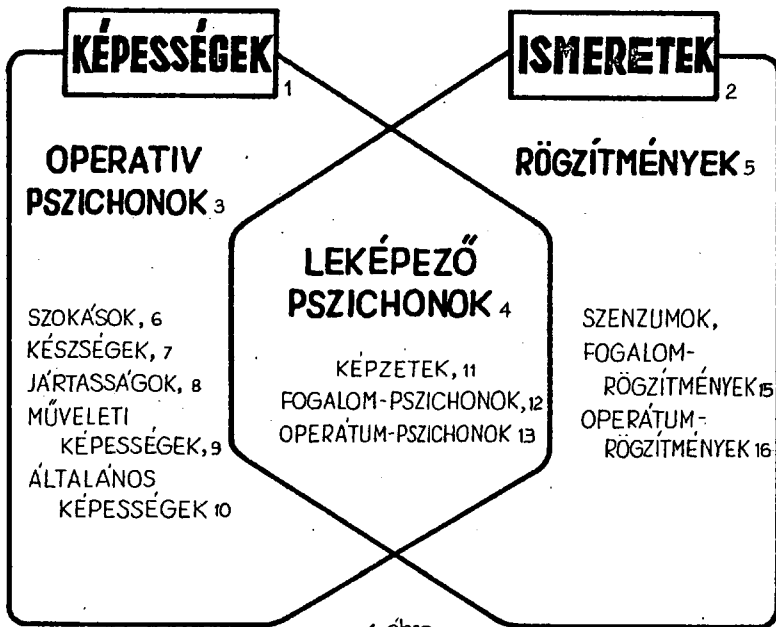 KÉPESSÉGEK 1
ISMERETEK 2
OPERATIV
PSZICHONOK 3
RÖGZÍTMÉNYEK 5
LEKÉPEZŐ
PSZICHONOK 4
SZOKÁSOK, 6
KÉSZSÉGEK, 7
JÁRTASSÁGOK, 8
MŰVELETI
KÉPESSÉGEK, 9
ÁLTALÁNOS
KÉPESSÉGEK 10
KÉPZETEK, 11
FOGALOM-PSZICHONOK, 12
OPERÁTUM-PSZICHONOK 13
SZENZUMOK,
FOGALOM-
RÖGZÍTMÉNYEK 15
OPERÁTUM-
RÖGZÍTMÉNYEK 16